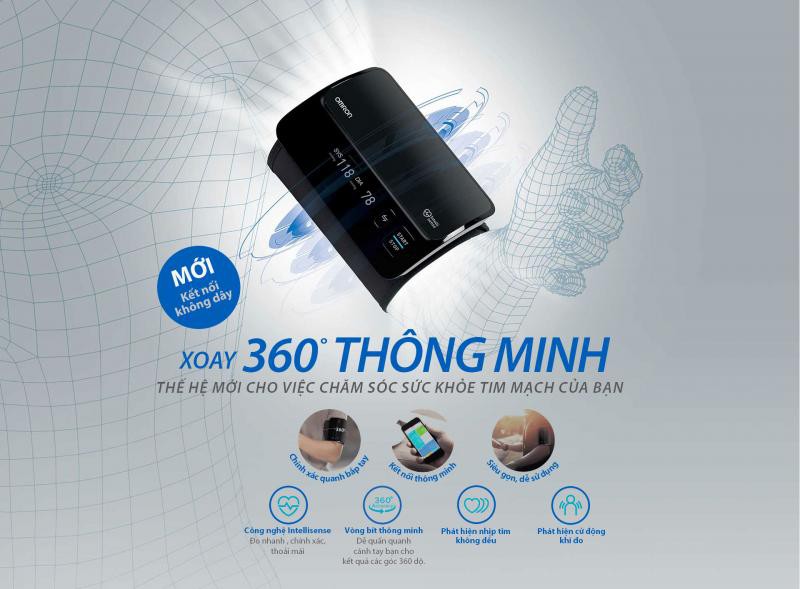 OMRON
SYS
118
DIA
78
START
STOP
MỚI
Kết nối
không dây
XOAY 360° THÔNG MINH
THẾ HỆ MỚI CHO VIỆC CHĂM SÓC SỨC KHỎE TIM MẠCH CỦA BẠN
360°
Chính xác quanh bắp tay
Kết nối thông minh
Siêu gọn, dễ sử dụng
360°
Accuracy
Công nghệ Intellisense
Đo nhanh , chính xác,
thoải mái
Vòng bít thông minh
Dễ quấn quanh
cánh tay bạn cho
kết quả các góc 360 độ.
Phát hiện nhịp tim
không đều
Phát hiện cử động
khi đo